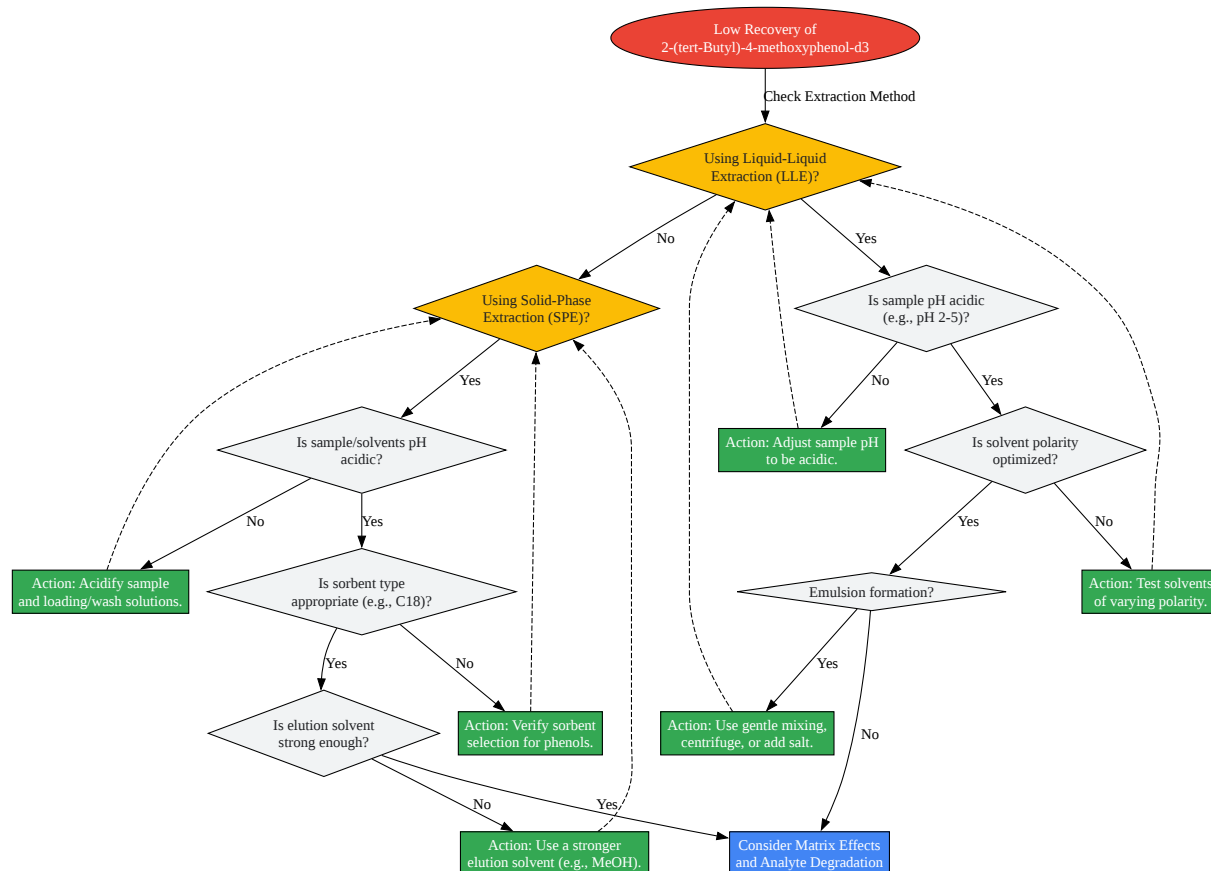 Low Recovery of
2-(tert-Butyl)-4-methoxyphenol-d3
Check Extraction Method
Using Liquid-Liquid
Extraction (LLE)?
No
Yes
Using Solid-Phase
Extraction (SPE)?
Is sample pH acidic
(e.g., pH 2-5)?
Yes
No
Yes
Is sample/solvents pH
acidic?
Action: Adjust sample pH
to be acidic.
Is solvent polarity
optimized?
No
Yes
Yes
No
Action: Acidify sample
and loading/wash solutions.
Is sorbent type
appropriate (e.g., C18)?
Emulsion formation?
Action: Test solvents
of varying polarity.
Yes
No
Yes
No
Is elution solvent
strong enough?
Action: Verify sorbent
selection for phenols.
Action: Use gentle mixing,
centrifuge, or add salt.
No
Yes
Action: Use a stronger
elution solvent (e.g., MeOH).
Consider Matrix Effects
and Analyte Degradation